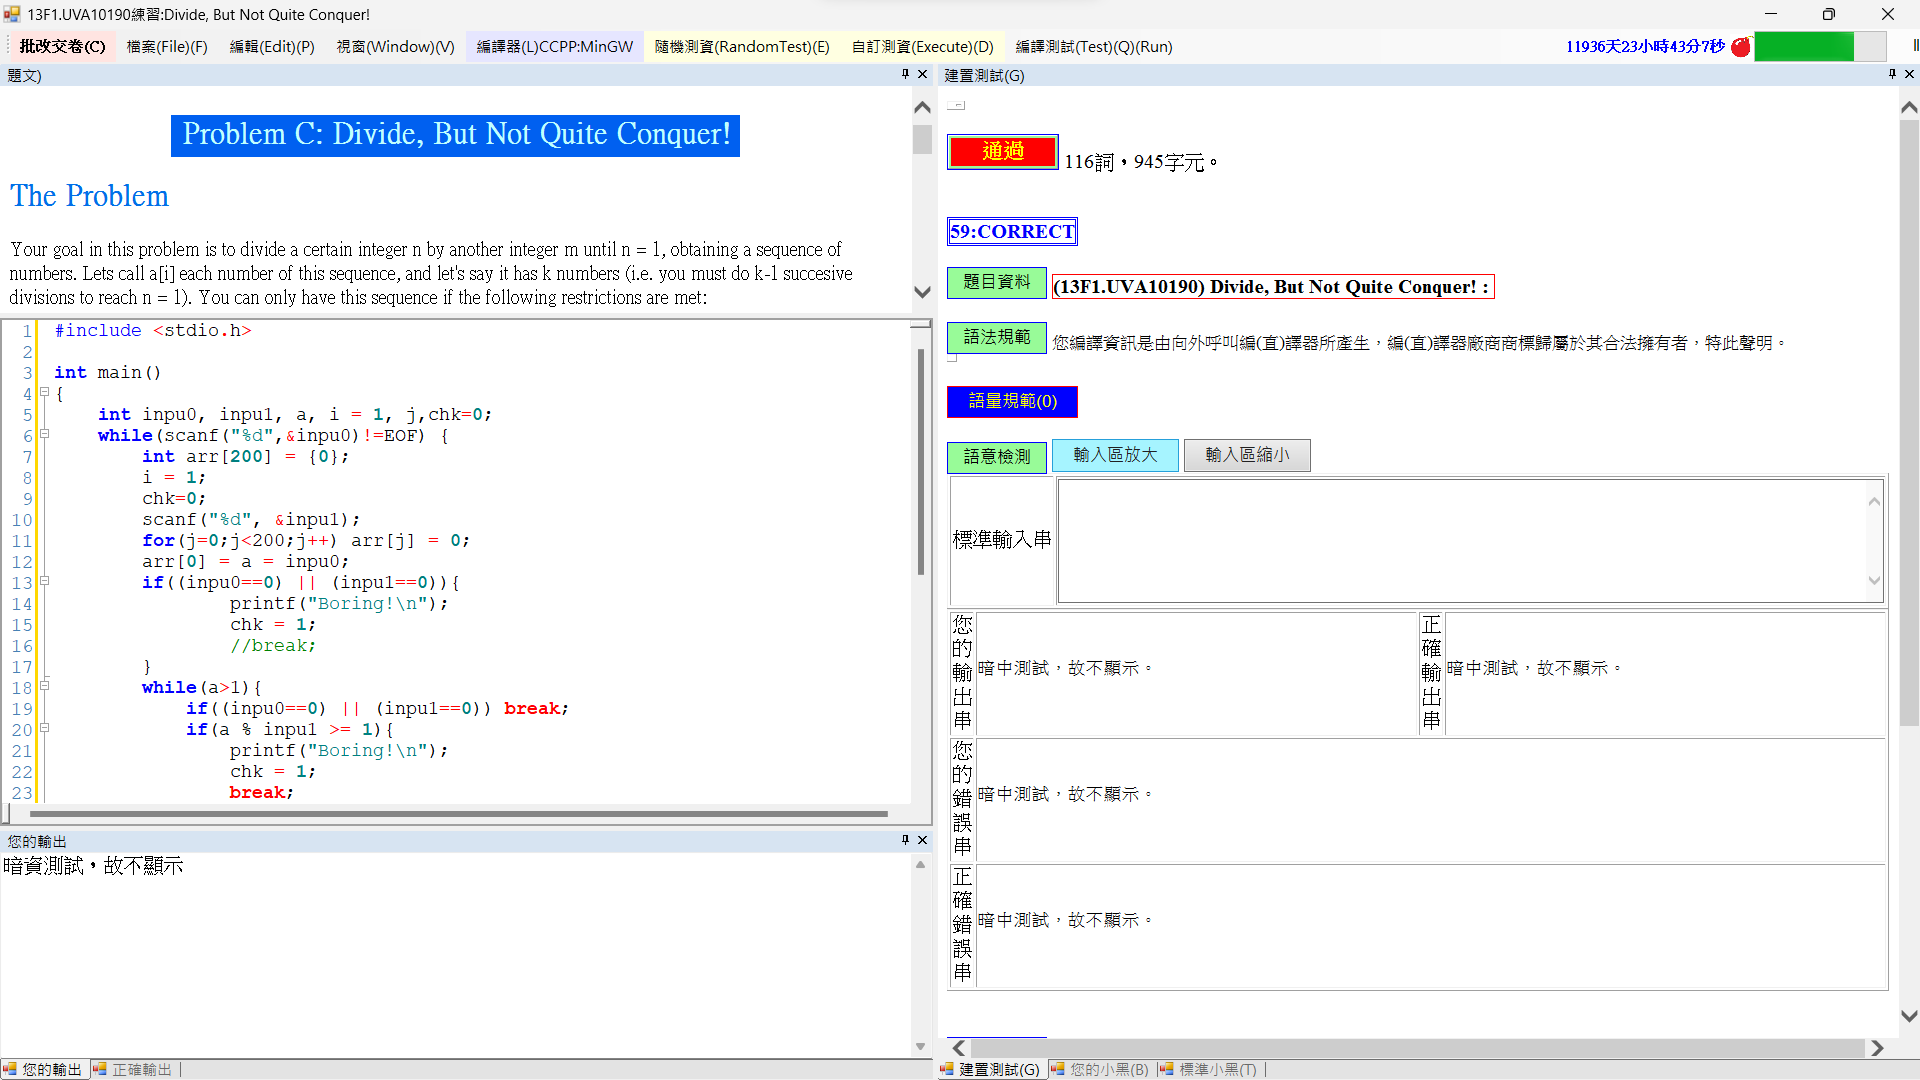 13F1.UVA10190練習:Divide, But Not Quite Conquer!
批改交卷(C) 檔案(File)(F) 編輯(Edit)(P) 視窗(Window)(V) 編譯器(L)CCPP:MinGW 隨機測資(RandomTest)(E) 自訂測資(Execute)(D) 編譯測試(Test)(Q)(Run) 11936天23小時43分7秒
題文)
Problem C: Divide, But Not Quite Conquer!
The Problem
Your goal in this problem is to divide a certain integer n by another integer m until n = 1, obtaining a sequence of
numbers. Lets call a[i] each number of this sequence, and let's say it has k numbers (i.e. you must do k-1 succesive
divisions to reach n = 1). You can only have this sequence if the following restrictions are met:
1 #include <stdio.h>
2
3 int main()
4 {
5 int inpu0, inpu1, a, i = 1, j,chk=0;
6 while(scanf("%d",&inpu0)!=EOF) {
7 int arr[200] = {0};
8 i = 1;
9 chk=0;
10 scanf("%d", &inpu1);
11 for(j=0;j<200;j++) arr[j] = 0;
12 arr[0] = a = inpu0;
13 if((inpu0==0) || (inpu1==0)){
14 printf("Boring!\n");
15 chk = 1;
16 //break;
17 }
18 while(a>1){
19 if((inpu0==0) || (inpu1==0)) break;
20 if(a % inpu1 >= 1){
21 printf("Boring!\n");
22 chk = 1;
23 break;
您的輸出
暗資測試，故不顯示
您的輸出 正確輸出
建置測試(G)
通過 116詞，945字元。
59:CORRECT
題目資料 (13F1.UVA10190) Divide, But Not Quite Conquer! :
語法規範 您編譯資訊是由向外呼叫編(直)譯器所產生，編(直)譯器廠商商標歸屬於其合法擁有者，特此聲明。
語量規範(0)
語意檢測 輸入區放大 輸入區縮小
標準輸入串
您的輸出串 暗中測試，故不顯示。 正確輸出串 暗中測試，故不顯示。
您的錯誤串 暗中測試，故不顯示。
正確錯誤串 暗中測試，故不顯示。
建置測試(G) 您的小黑(B) 標準小黑(T)